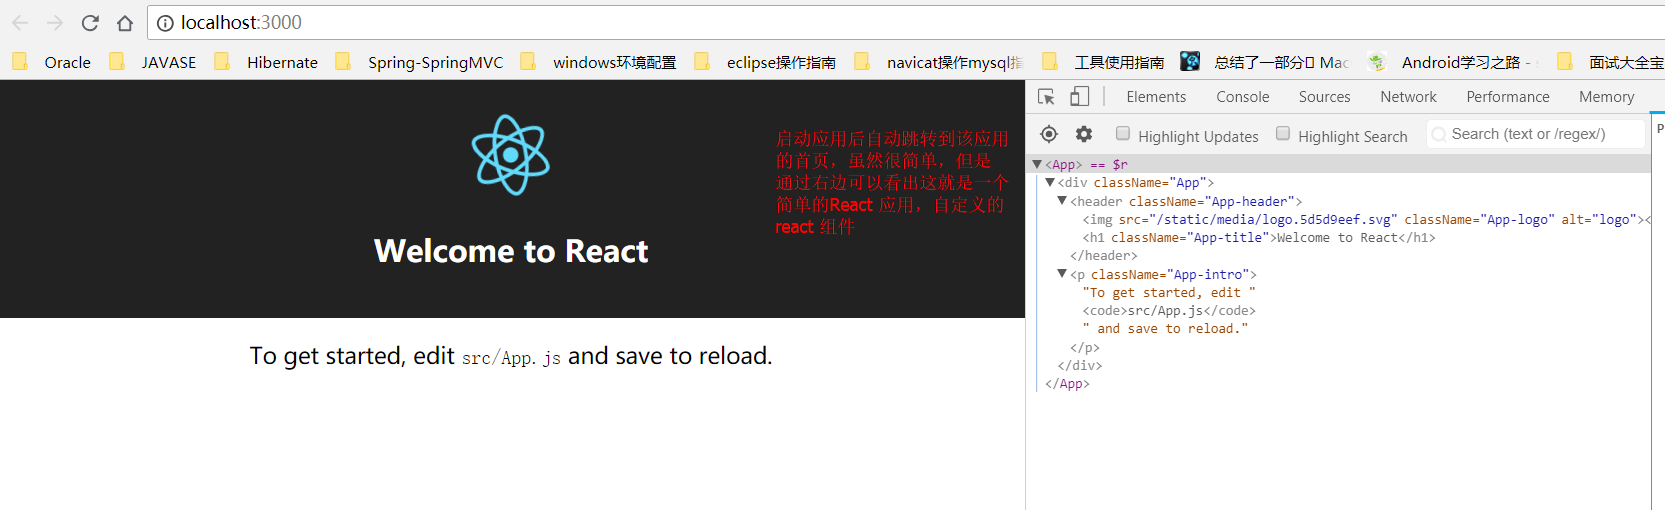 localhost:3000
Oracle JAVASE Hibernate Spring-SpringMVC windows环境配置 eclipse操作指南 navicat操作mysql指 工具使用指南 总结了一部分 Mac Android学习之路 - 面试大全宝
Elements Console Sources Network Performance Memory
Highlight Updates Highlight Search Search (text or /regex/) P
Welcome to React
To get started, edit src/App.js and save to reload.
启动应用后自动跳转到该应用
的首页，虽然很简单，但是
通过右边可以看出这就是一个
简单的React 应用，自定义的
react 组件
<App> == $r
<div className="App">
<header className="App-header">
<img src="/static/media/logo.5d5d9eef.svg" className="App-logo" alt="logo"><
<h1 className="App-title">Welcome to React</h1>
</header>
<p className="App-intro">
"To get started, edit "
<code>src/App.js</code>
" and save to reload."
</p>
</div>
</App>